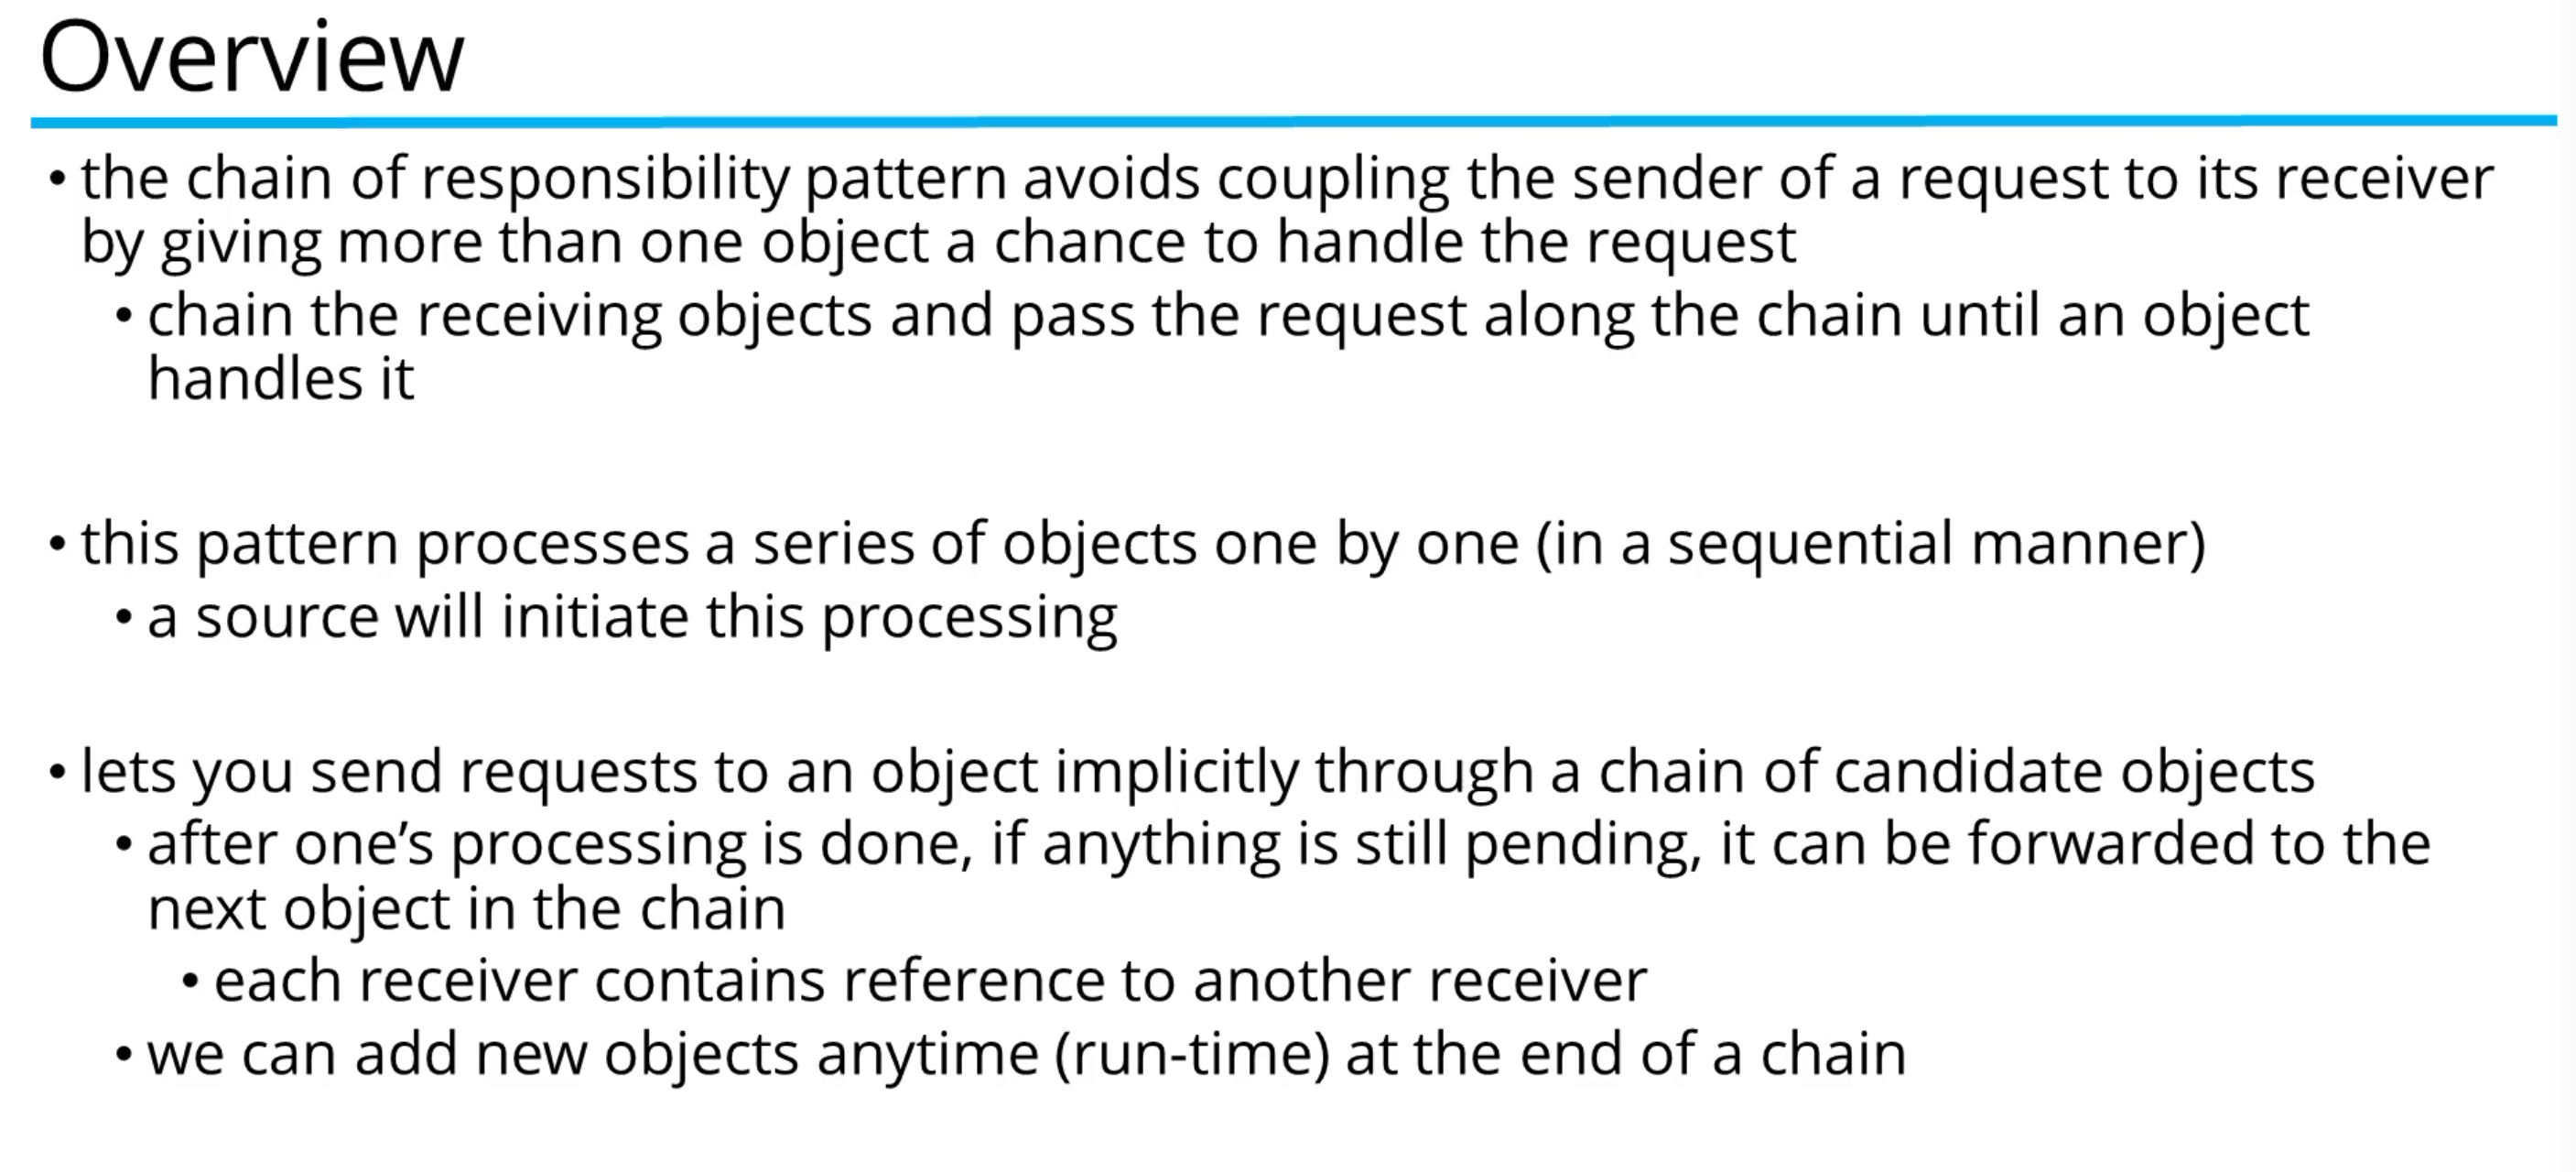 Overview
• the chain of responsibility pattern avoids coupling the sender of a request to its receiver
by giving more than one object a chance to handle the request
• chain the receiving objects and pass the request along the chain until an object
handles it
• this pattern processes a series of objects one by one (in a sequential manner)
• a source will initiate this processing
• lets you send requests to an object implicitly through a chain of candidate objects
• after one’s processing is done, if anything is still pending, it can be forwarded to the
next object in the chain
• each receiver contains reference to another receiver
• we can add new objects anytime (run-time) at the end of a chain